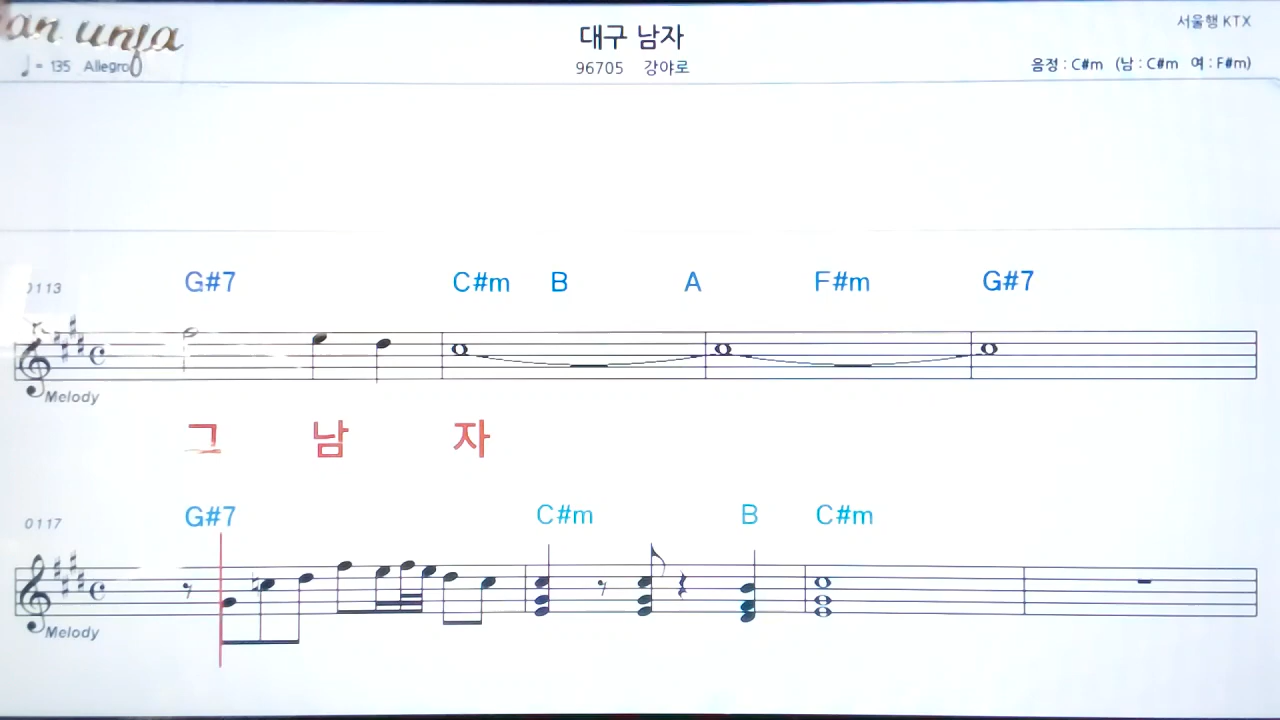 대구 남자
서울행 KTX
♩ = 135 Allegro
96705 강야로
음정 : C#m (남 : C#m 여 : F#m)
0113
G#7 C#m B A F#m G#7
Melody
그 남 자
0117
G#7 C#m B C#m
Melody